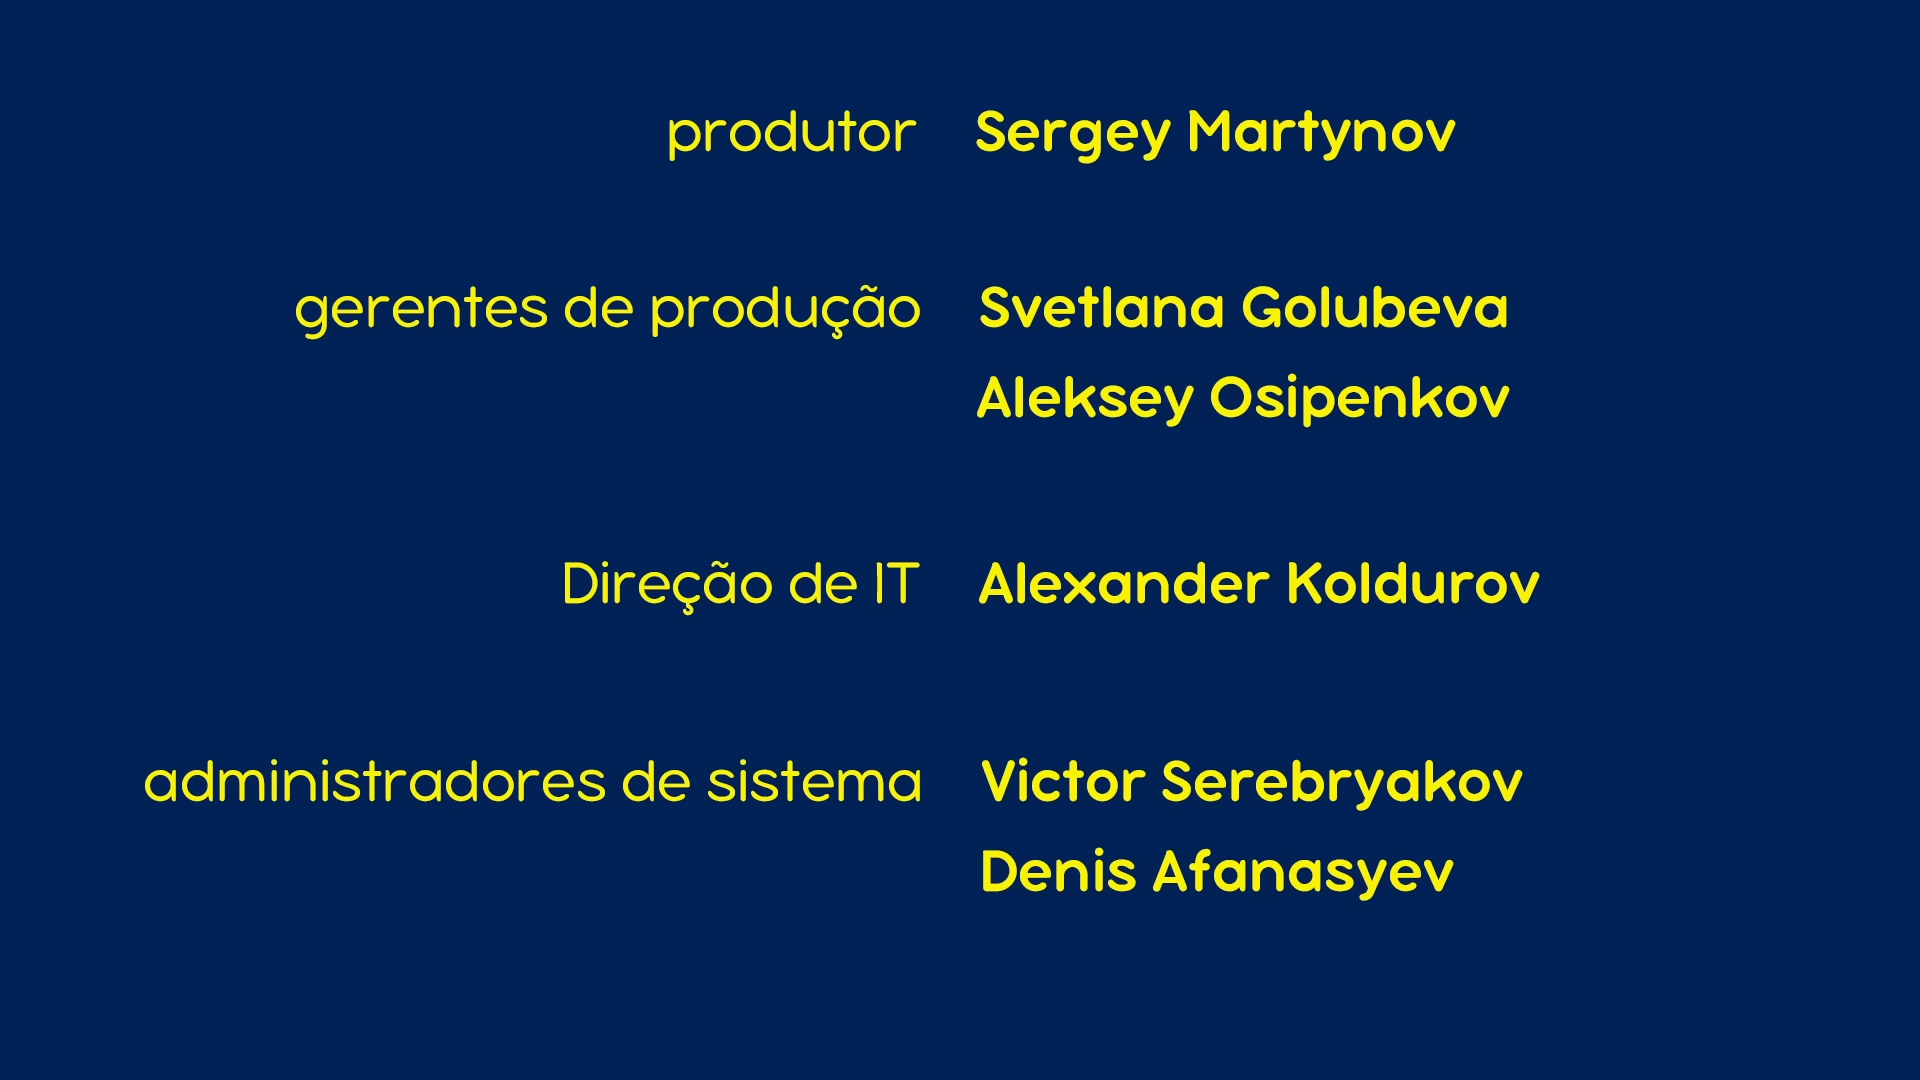 produtor Sergey Martynov
gerentes de produção Svetlana Golubeva
Aleksey Osipenkov
Direção de IT Alexander Koldurov
administradores de sistema Victor Serebryakov
Denis Afanasyev